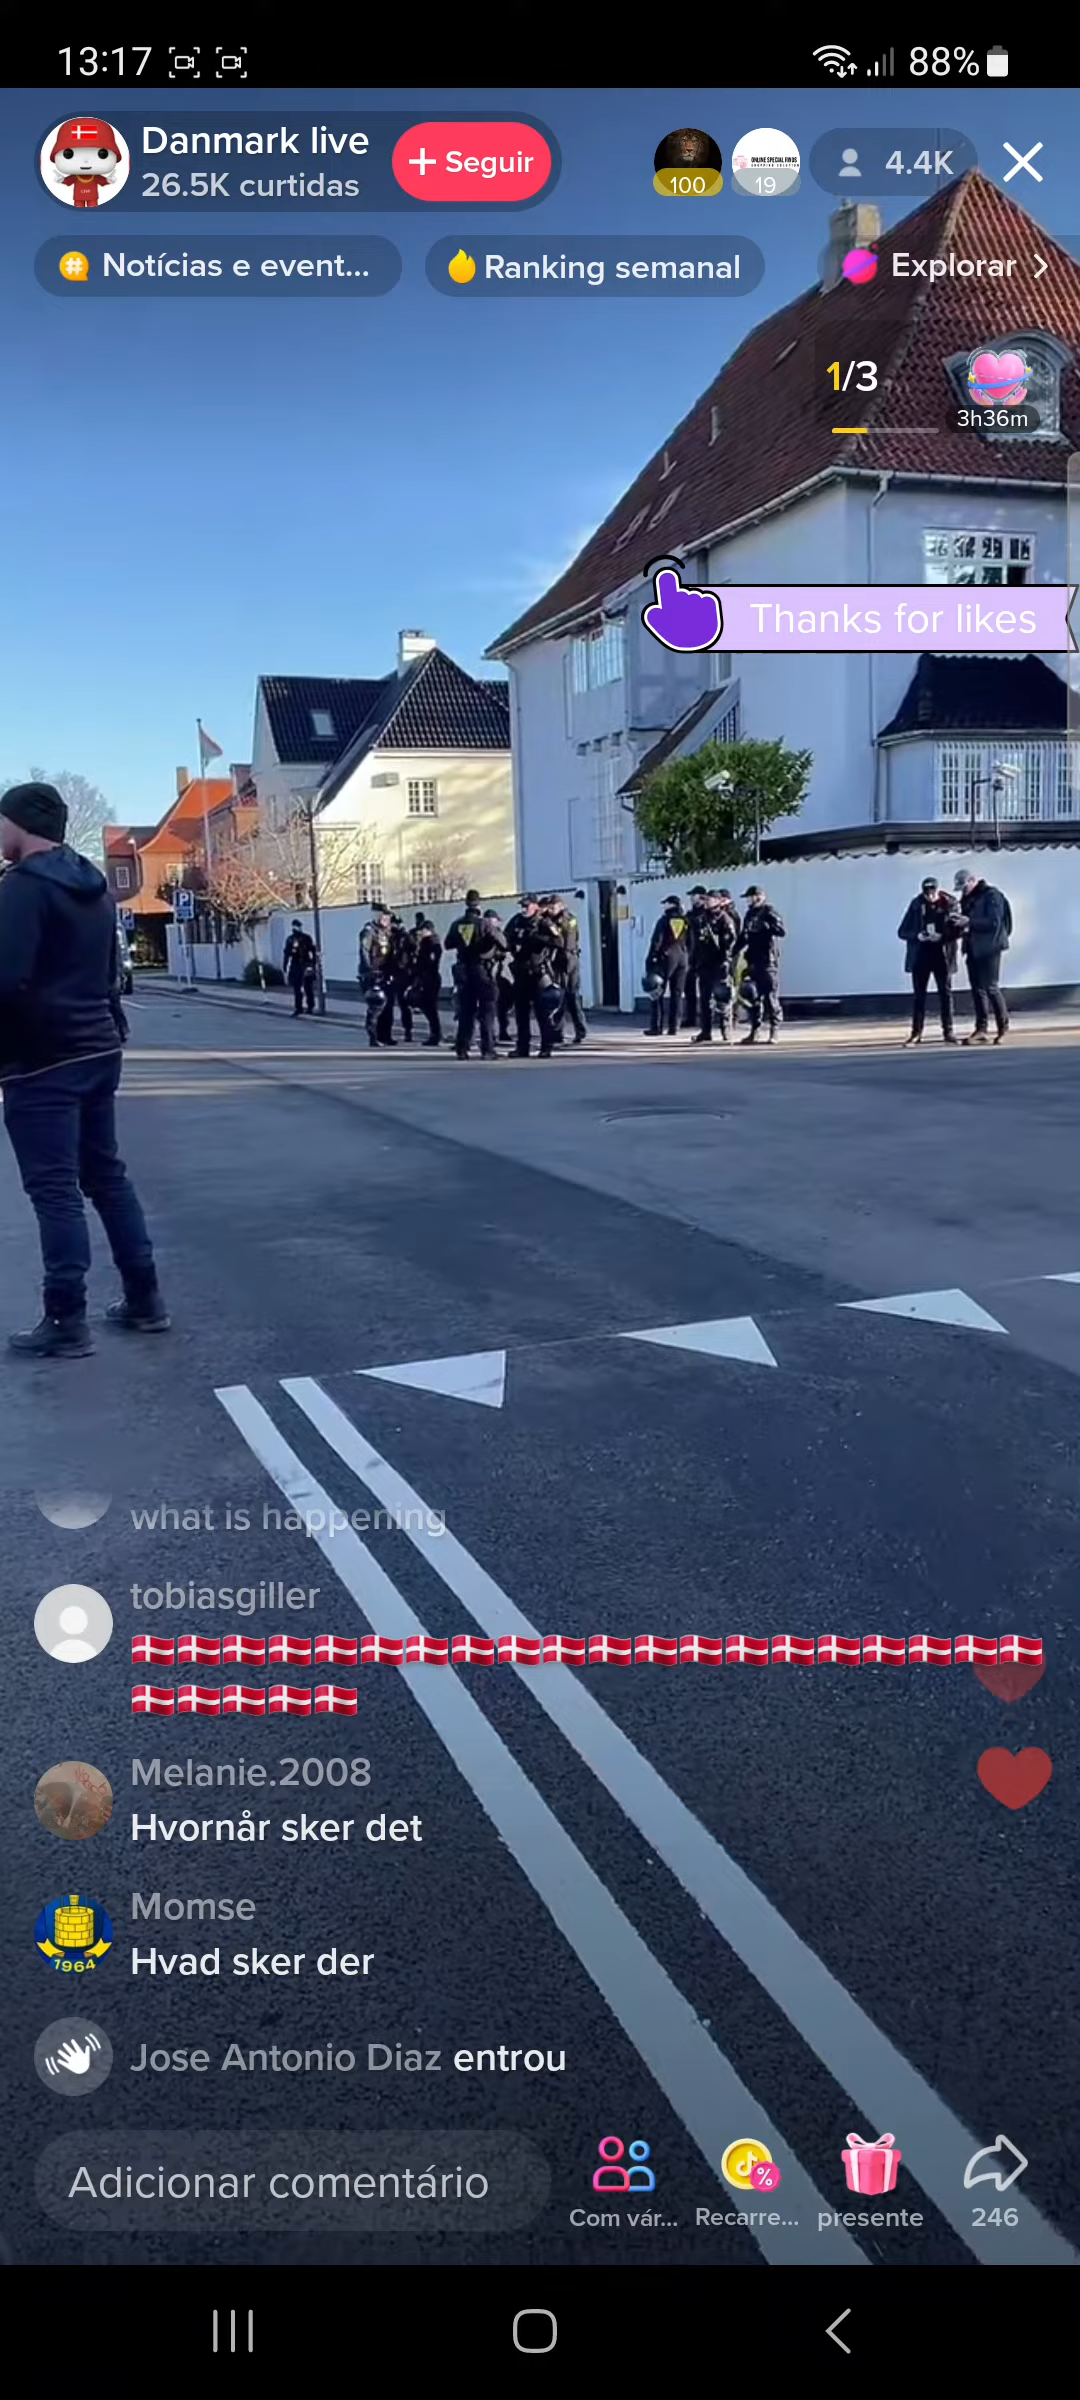 13:17
88%
Danmark live
26.5K curtidas
+ Seguir
100
19
4.4K
Notícias e event...
Ranking semanal
Explorar
1/3
3h36m
Thanks for likes
what is happening
tobiasgiller
🇩🇰🇩🇰🇩🇰🇩🇰🇩🇰🇩🇰🇩🇰🇩🇰🇩🇰🇩🇰🇩🇰🇩🇰🇩🇰🇩🇰🇩🇰🇩🇰🇩🇰🇩🇰🇩🇰🇩🇰
🇩🇰🇩🇰🇩🇰🇩🇰🇩🇰
Melanie.2008
Hvornår sker det
Momse
1964
Hvad sker der
Jose Antonio Diaz entrou
Adicionar comentário
Com vár...
Recarre...
presente
246